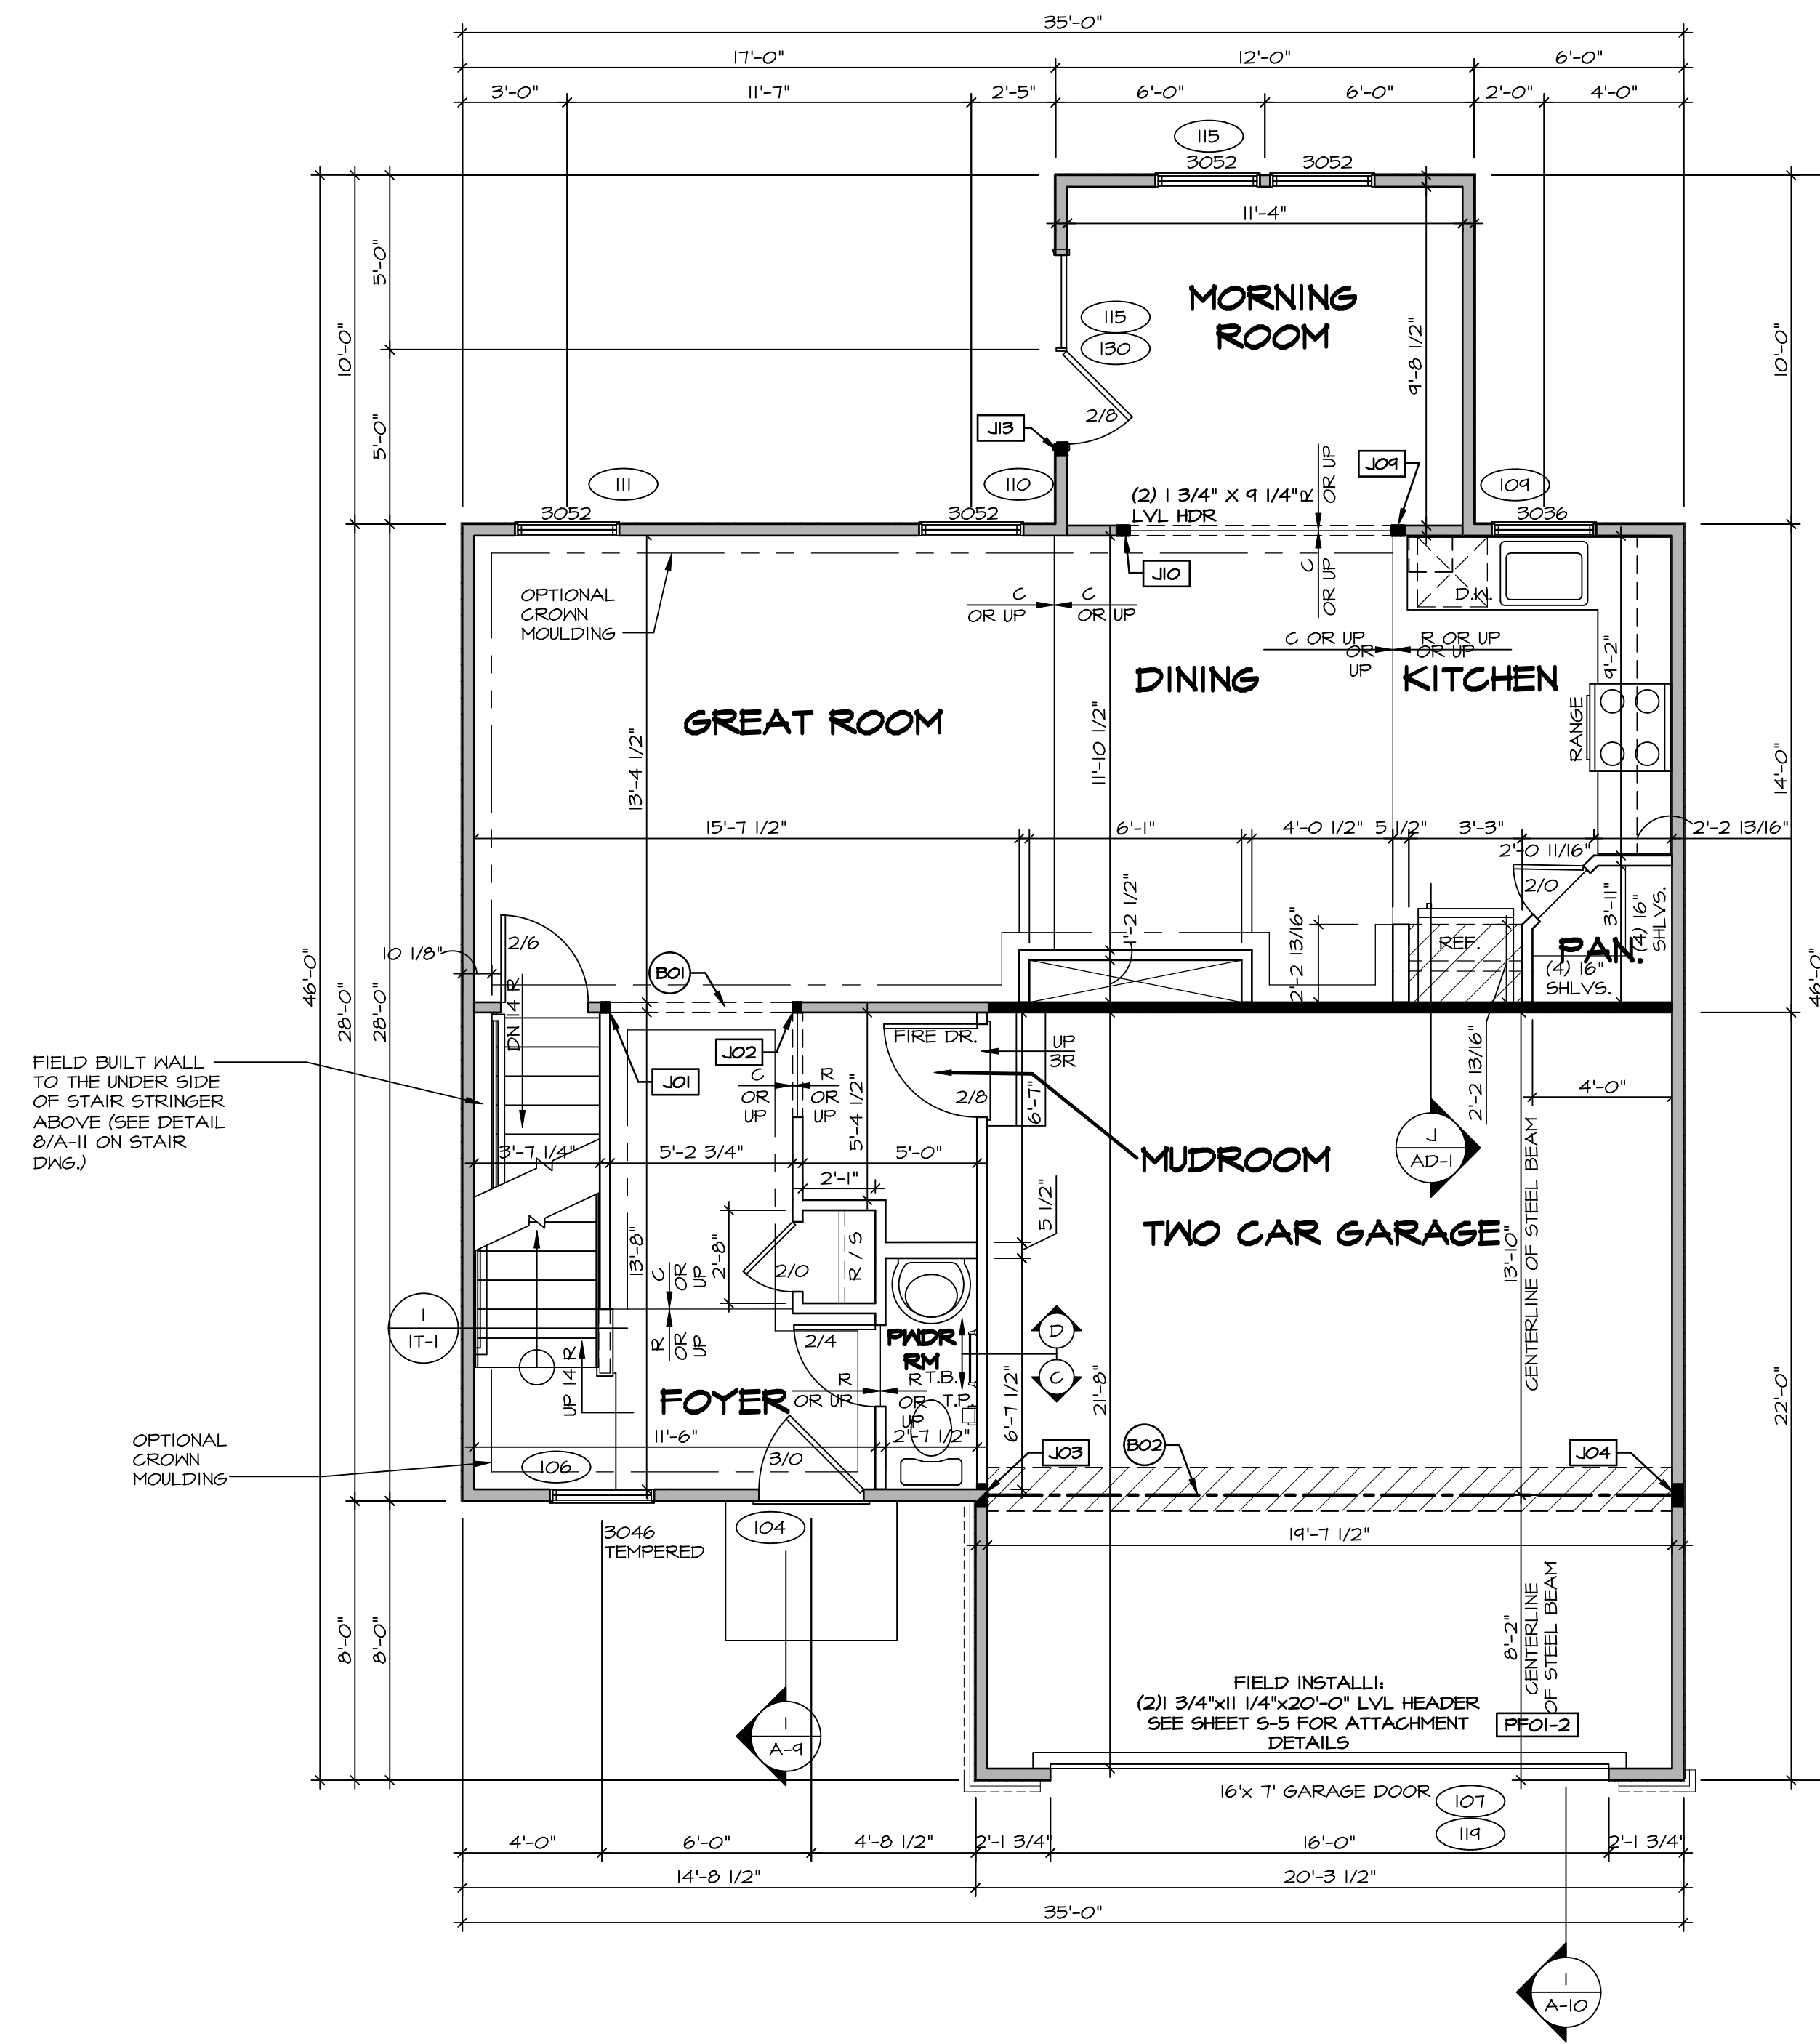 35'-0"
17'-0"
12'-0"
6'-0"
3'-0"
11'-7"
2'-5"
6'-0"
6'-0"
2'-0"
4'-0"
115
3052
3052
11'-4"
MORNING
ROOM
115
130
2/8
9'-8 1/2"
5'-0"
10'-0"
5'-0"
10'-0"
J13
J09
111
110
109
(2) 1 3/4" X 9 1/4"
LVL HDR
R
OR UP
3052
3052
3036
J10
C
OR UP
D.W.
OPTIONAL
CROWN
MOULDING
C
OR UP
C
OR UP
C OR UP
OR
UP
R OR UP
OR UP
9'-2"
DINING
KITCHEN
GREAT ROOM
RANGE
13'-4 1/2"
11'-10 1/2"
14'-0"
15'-7 1/2"
6'-1"
4'-0 1/2"
5 1/2"
3'-3"
2'-2 13/16"
2'-0 11/16"
2/0
3'-11"
(4) 16"
SHLVS.
1'-2 1/2"
2'-2 13/16"
REF.
PAN.
(4) 16"
SHLVS.
10 1/8"
2/6
B01
46'-0"
28'-0"
28'-0"
46'-0"
DN 14 R
FIELD BUILT WALL
TO THE UNDER SIDE
OF STAIR STRINGER
ABOVE (SEE DETAIL
8/A-11 ON STAIR
DWG.)
J02
J01
FIRE DR.
UP
3R
2/8
6'-7"
C
OR
UP
R
OR
UP
5'-4 1/2"
2'-2 13/16"
4'-0"
J
AD-1
MUDROOM
3'-7 1/4"
5'-2 3/4"
5'-0"
2'-1"
5 1/2"
TWO CAR GARAGE
13'-10"
CENTERLINE OF STEEL BEAM
13'-8"
2'-8"
R / S
2/0
C
OR
UP
R
OR
UP
1
1T-1
2/4
PWDR
RM
T.B.
T.P.
D
C
UP 14 R
FOYER
R
OR UP
R
OR
UP
6'-7 1/2"
21'-8"
22'-0"
11'-6"
2'-7 1/2"
OPTIONAL
CROWN
MOULDING
106
3/0
J03
B02
J04
3046
TEMPERED
104
19'-7 1/2"
8'-0"
8'-0"
8'-2"
CENTERLINE
OF STEEL BEAM
FIELD INSTALL1:
(2)1 3/4"x11 1/4"x20'-0" LVL HEADER
SEE SHEET S-5 FOR ATTACHMENT
DETAILS
PF01-2
1
A-9
16'x 7' GARAGE DOOR
107
119
4'-0"
6'-0"
4'-8 1/2"
2'-1 3/4"
16'-0"
2'-1 3/4"
14'-8 1/2"
20'-3 1/2"
35'-0"
1
A-10